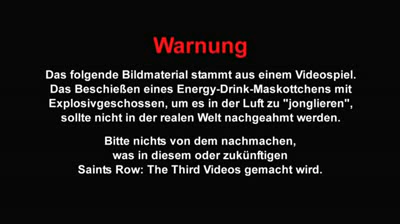 Warnung
Das folgende Bildmaterial stammt aus einem Videospiel.
Das Beschießen eines Energy-Drink-Maskottchens mit
Explosivgeschossen, um es in der Luft zu "jonglieren",
sollte nicht in der realen Welt nachgeahmt werden.
Bitte nichts von dem nachmachen,
was in diesem oder zukünftigen
Saints Row: The Third Videos gemacht wird.